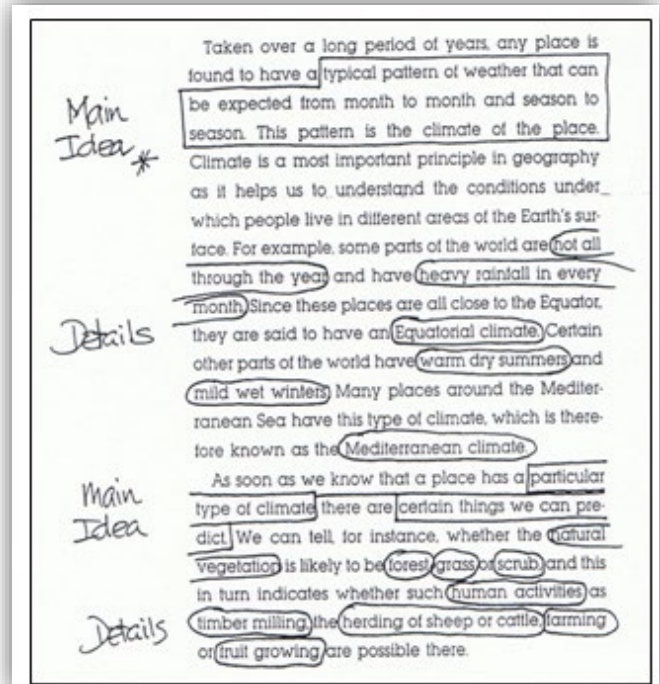 Taken over a long period of years, any place is
found to have a typical pattern of weather that can
be expected from month to month and season to
season. This pattern is the climate of the place.
Main
Idea *
Climate is a most important principle in geography
as it helps us to understand the conditions under
which people live in different areas of the Earth's sur-
face. For example, some parts of the world are hot all
through the year and have heavy rainfall in every
month. Since these places are all close to the Equator,
Details
they are said to have an Equatorial climate. Certain
other parts of the world have warm dry summers and
mild wet winters. Many places around the Mediter-
ranean Sea have this type of climate, which is there-
fore known as the Mediterranean climate.
As soon as we know that a place has a particular
Main
Idea
type of climate there are certain things we can pre-
dict. We can tell, for instance, whether the natural
vegetation is likely to be forest, grass or scrub, and this
in turn indicates whether such human activities as
Details
timber milling, the herding of sheep or cattle, farming
or fruit growing are possible there.